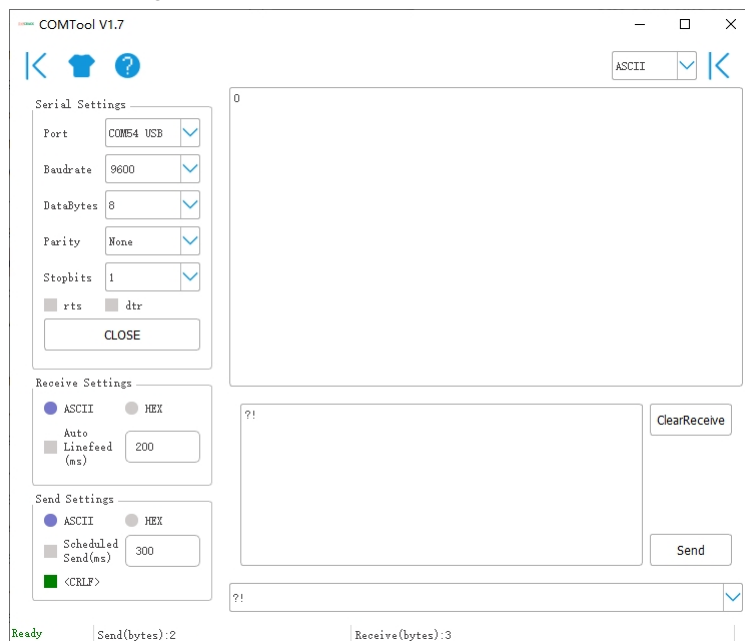 COMTool V1.7
ASCII
Serial Settings
Port COM54 USB
Baudrate 9600
DataBytes 8
Parity None
Stopbits 1
rts dtr
CLOSE
0
Receive Settings
ASCII HEX
Auto
Linefeed
(ms)
200
?!
ClearReceive
Send Settings
ASCII HEX
Scheduled
Send(ms)
300
<CRLF>
Send
?!
Ready Send(bytes):2 Receive(bytes):3